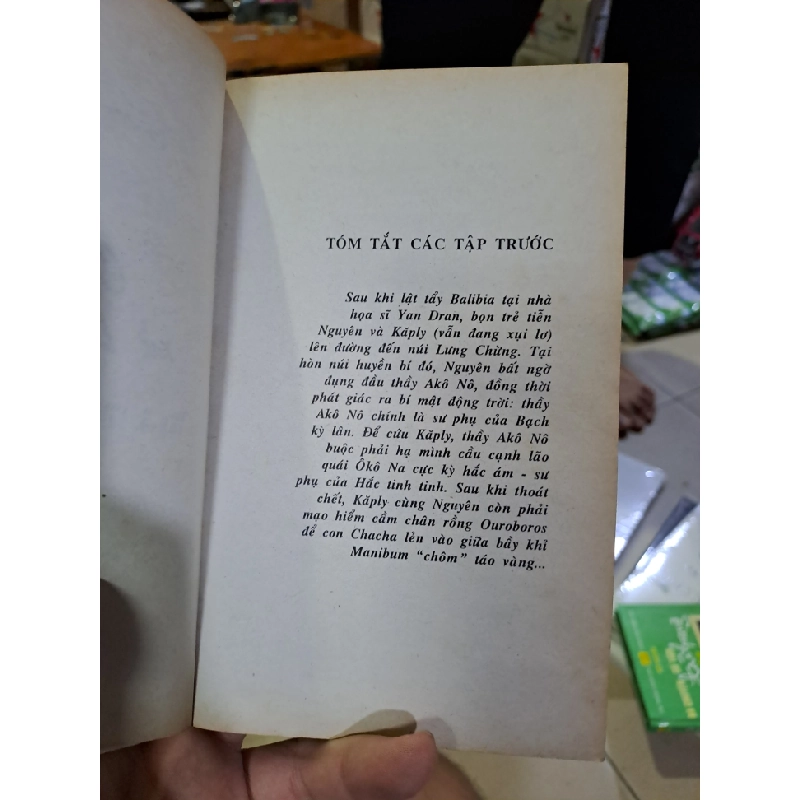 TÓM TẮT CÁC TẬP TRƯỚC
Sau khi lật tẩy Balibia tại nhà
họa sĩ Yan Dran, bọn trẻ tiễn
Nguyên và Kăply (vẫn đang xụi lơ)
lên đường đến núi Lưng Chừng. Tại
hòn núi huyền bí đó, Nguyên bất ngờ
đụng đầu thầy Akô Nô, đồng thời
phát giác ra bí mật động trời: thầy
Akô Nô chính là sư phụ của Bạch
kỳ lân. Để cứu Kăply, thầy Akô Nô
buộc phải hạ mình cầu cạnh lão
quái Ôkô Na cực kỳ hắc ám - sư
phụ của Hắc tinh tinh. Sau khi thoát
chết, Kăply cùng Nguyên còn phải
mạo hiểm cầm chân rồng Ouroboros
để con Chacha lẻn vào giữa bầy khỉ
Manibum “chôm” táo vàng...